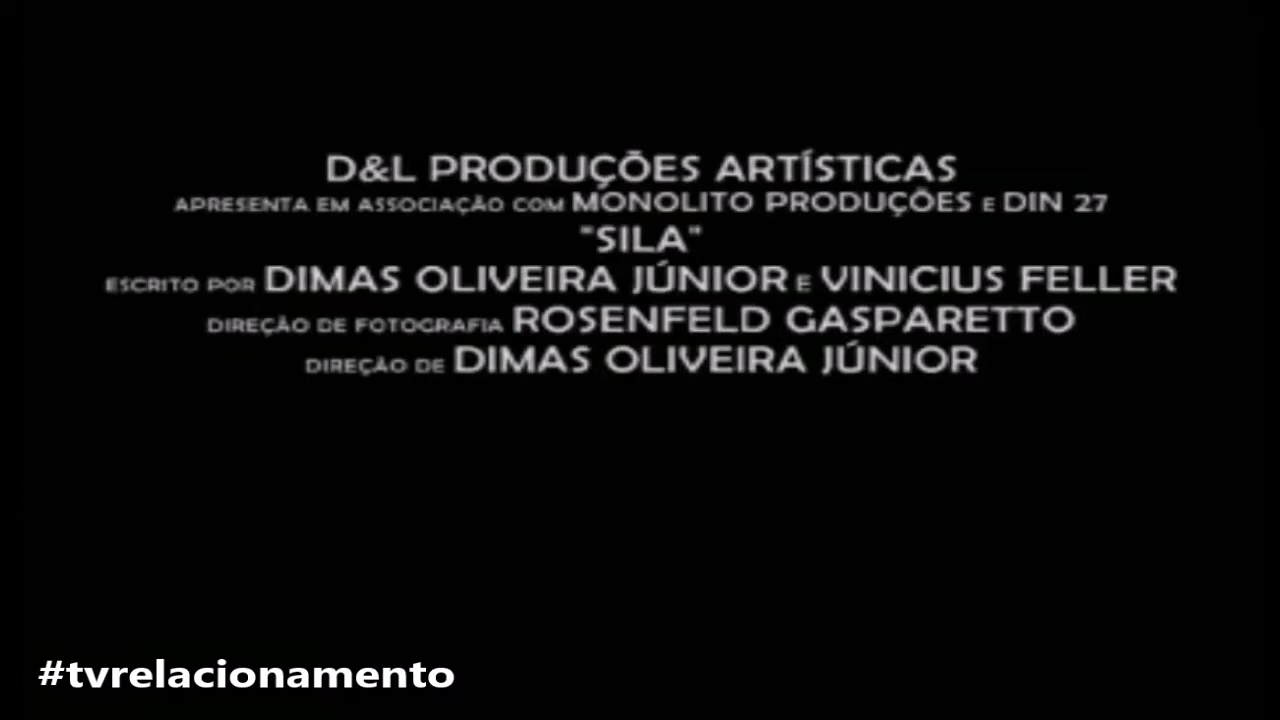 D&L PRODUÇÕES ARTÍSTICAS
APRESENTA EM ASSOCIAÇÃO COM MONOLITO PRODUÇÕES E DIN 27
"SILA"
ESCRITO POR DIMAS OLIVEIRA JÚNIOR E VINICIUS FELLER
DIREÇÃO DE FOTOGRAFIA ROSENFELD GASPARETTO
DIREÇÃO DE DIMAS OLIVEIRA JÚNIOR
#tvrelacionamento